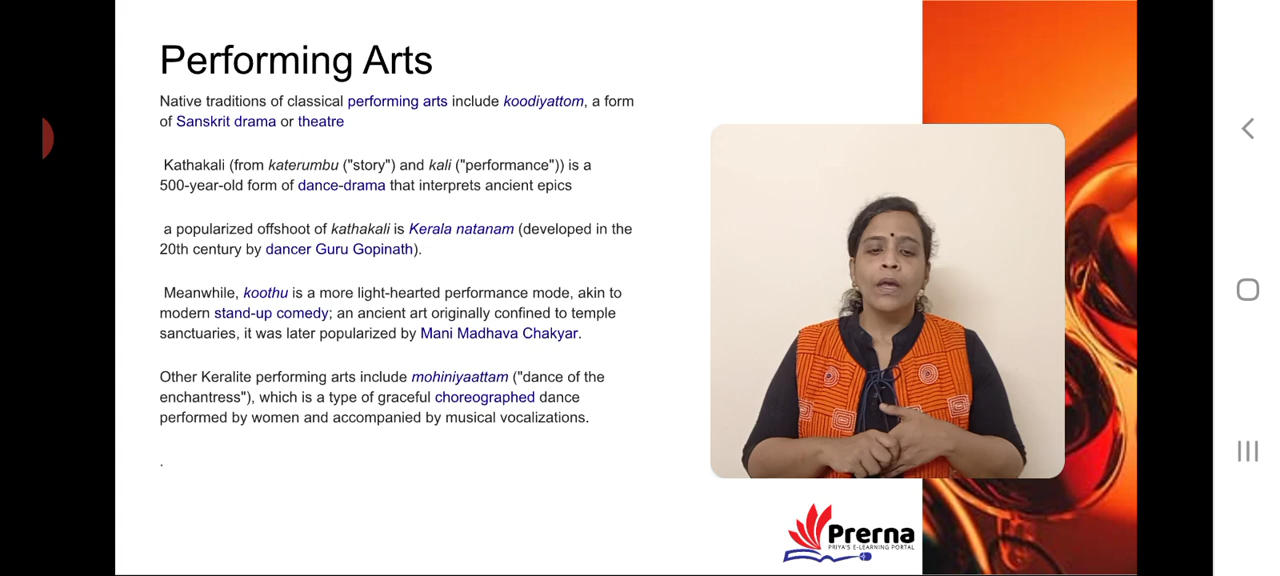 Performing Arts
Native traditions of classical performing arts include koodiyattom, a form
of Sanskrit drama or theatre
Kathakali (from katerumbu ("story") and kali ("performance")) is a
500-year-old form of dance-drama that interprets ancient epics
a popularized offshoot of kathakali is Kerala natanam (developed in the
20th century by dancer Guru Gopinath).
Meanwhile, koothu is a more light-hearted performance mode, akin to
modern stand-up comedy; an ancient art originally confined to temple
sanctuaries, it was later popularized by Mani Madhava Chakyar.
Other Keralite performing arts include mohiniyaattam ("dance of the
enchantress"), which is a type of graceful choreographed dance
performed by women and accompanied by musical vocalizations.
.
Prerna
PRIYA'S E-LEARNING PORTAL